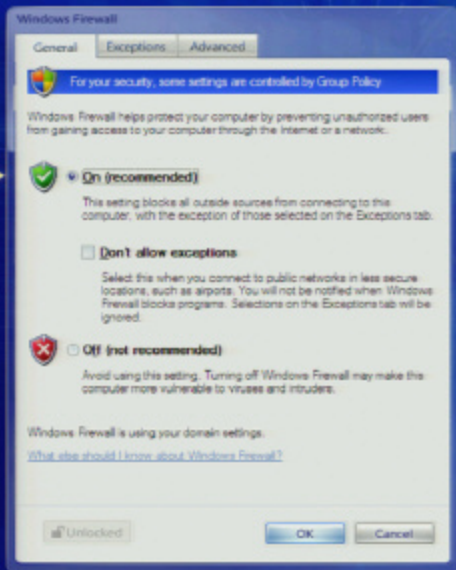 Windows Firewall
General Exceptions Advanced
For your security, some settings are controlled by Group Policy
Windows Firewall helps protect your computer by preventing unauthorized users
from gaining access to your computer through the Internet or a network.
On (recommended)
This setting blocks all outside sources from connecting to this
computer, with the exception of those selected on the Exceptions tab.
Don't allow exceptions
Select this when you connect to public networks in less secure
locations, such as airports. You will not be notified when Windows
Firewall blocks programs. Selections on the Exceptions tab will be
ignored.
Off (not recommended)
Avoid using this setting. Turning off Windows Firewall may make this
computer more vulnerable to viruses and intruders.
Windows Firewall is using your domain settings.
What else should I know about Windows Firewall?
Unlocked OK Cancel